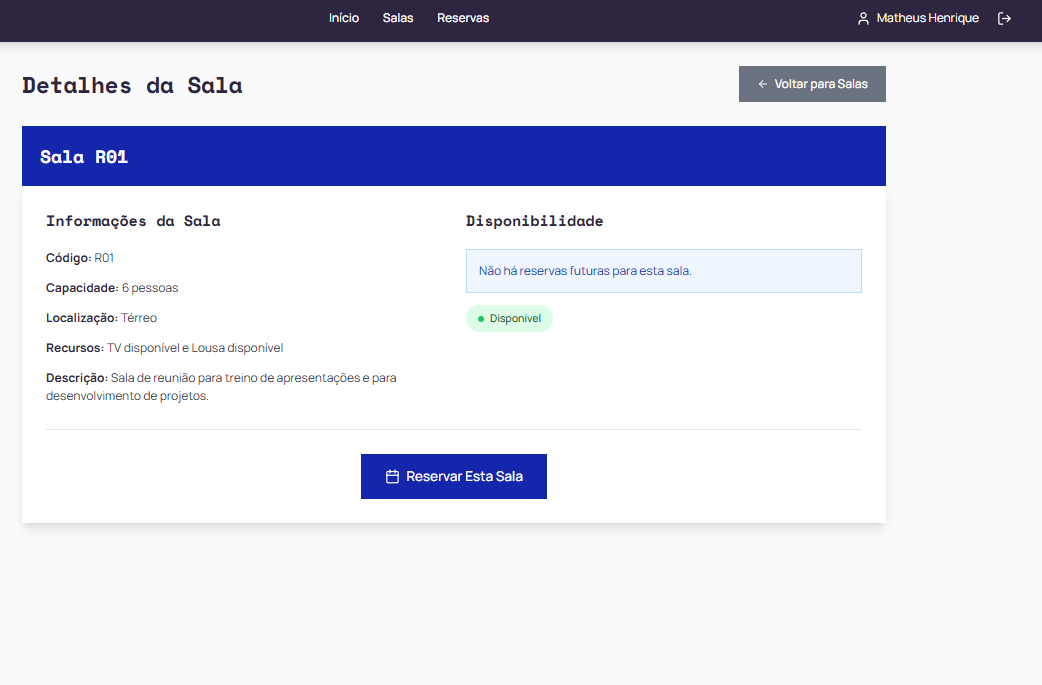 Início Salas Reservas Matheus Henrique
Detalhes da Sala
Voltar para Salas
Sala R01
Informações da Sala
Código: R01
Capacidade: 6 pessoas
Localização: Térreo
Recursos: TV disponível e Lousa disponível
Descrição: Sala de reunião para treino de apresentações e para
desenvolvimento de projetos.
Disponibilidade
Não há reservas futuras para esta sala.
Disponível
Reservar Esta Sala